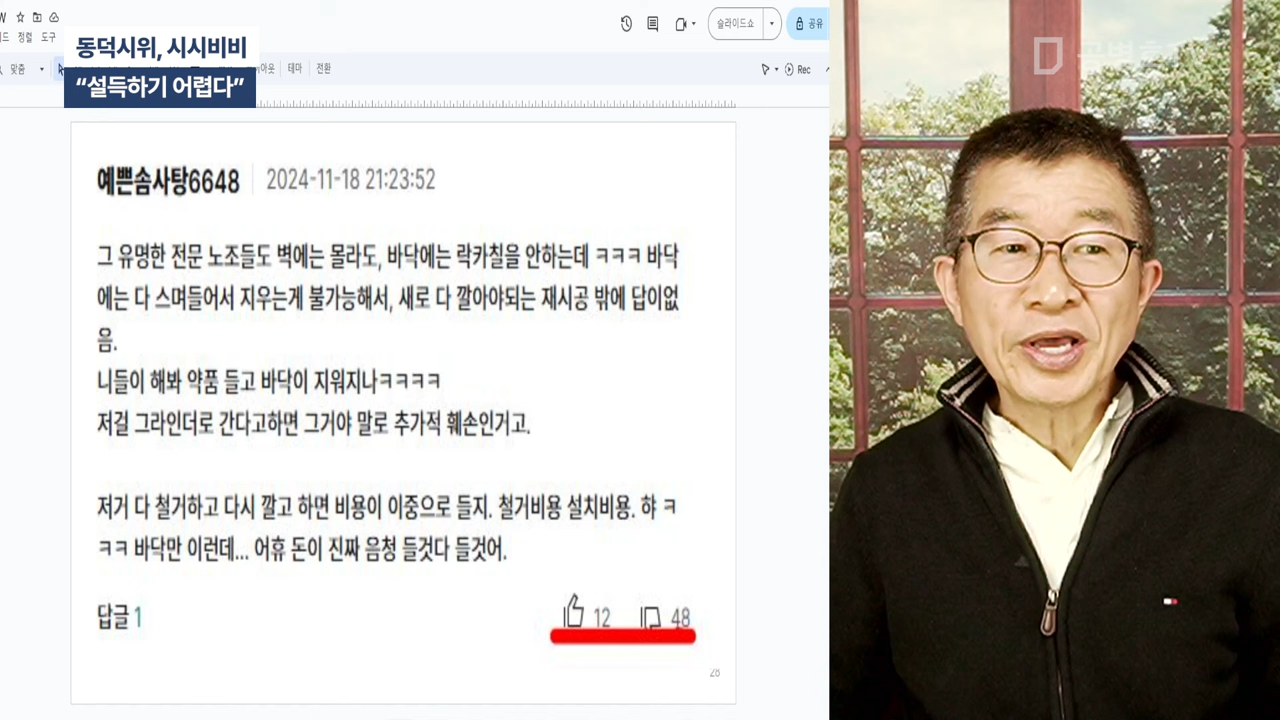 슬라이드쇼
공유
정렬 도구
동덕시위, 시시비비
맞춤
테마
전환
Rec
“설득하기 어렵다”
예쁜솜사탕6648 2024-11-18 21:23:52
그 유명한 전문 노조들도 벽에는 몰라도, 바닥에는 락카칠을 안하는데 ㅋㅋㅋ 바닥
에는 다 스며들어서 지우는게 불가능해서, 새로 다 깔아야되는 재시공 밖에 답이없
음.
니들이 해봐 약품 들고 바닥이 지워지나ㅋㅋㅋㅋ
저걸 그라인더로 간다고하면 그거야 말로 추가적 훼손인거고.
저거 다 철거하고 다시 깔고 하면 비용이 이중으로 들지. 철거비용 설치비용. 햐 ㅋ
ㅋㅋ 바닥만 이런데... 어휴 돈이 진짜 음청 들것다 들것어.
답글 1
12 48
28